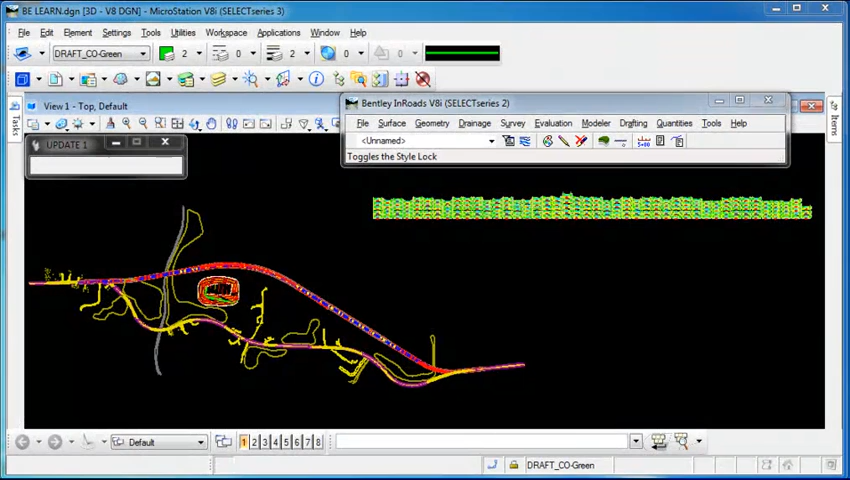 BE LEARN.dgn [3D - V8 DGN] - MicroStation V8i (SELECTseries 3)
File Edit Element Settings Tools Utilities Workspace Applications Window Help
DRAFT_CO-Green 2 0 2 0 0
View 1 - Top, Default
Bentley InRoads V8i (SELECTseries 2)
File Surface Geometry Drainage Survey Evaluation Modeler Drafting Quantities Tools Help
<Unnamed>
Toggles the Style Lock
UPDATE 1
Tasks
Elements
Default 1 2 3 4 5 6 7 8
DRAFT_CO-Green